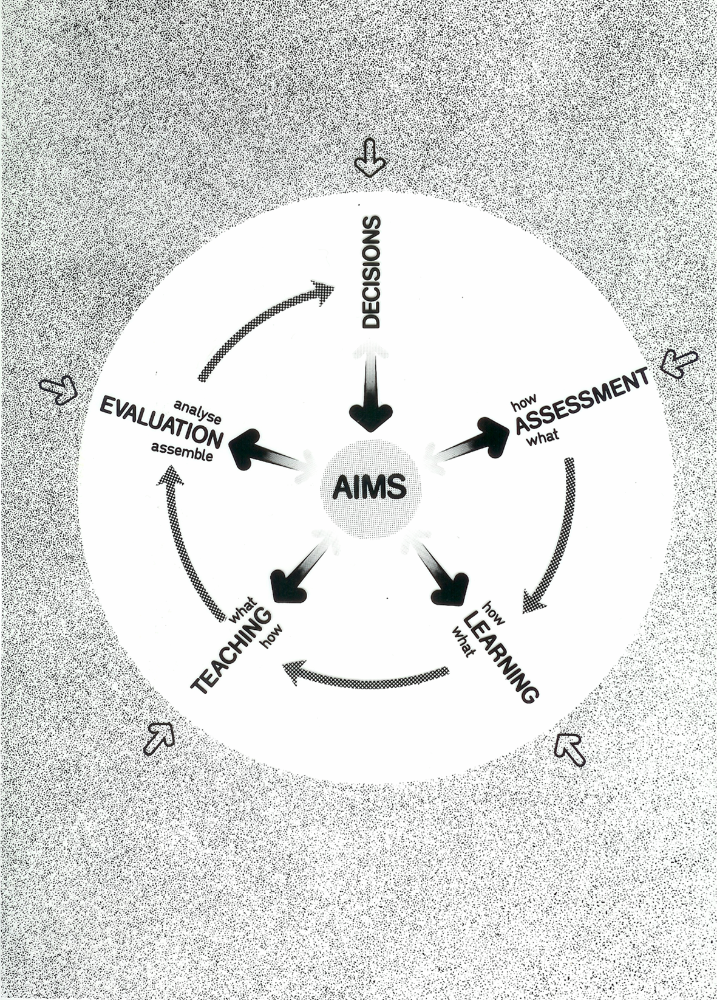 DECISIONS
how
ASSESSMENT
what
how
LEARNING
what
what
TEACHING
how
analyse
EVALUATION
assemble
AIMS